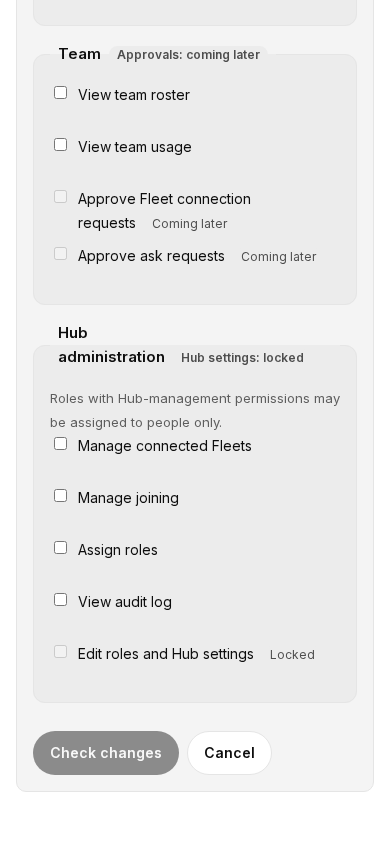 Team Approvals: coming later
View team roster
View team usage
Approve Fleet connection
requests Coming later
Approve ask requests Coming later
Hub
administration Hub settings: locked
Roles with Hub-management permissions may
be assigned to people only.
Manage connected Fleets
Manage joining
Assign roles
View audit log
Edit roles and Hub settings Locked
Check changes Cancel